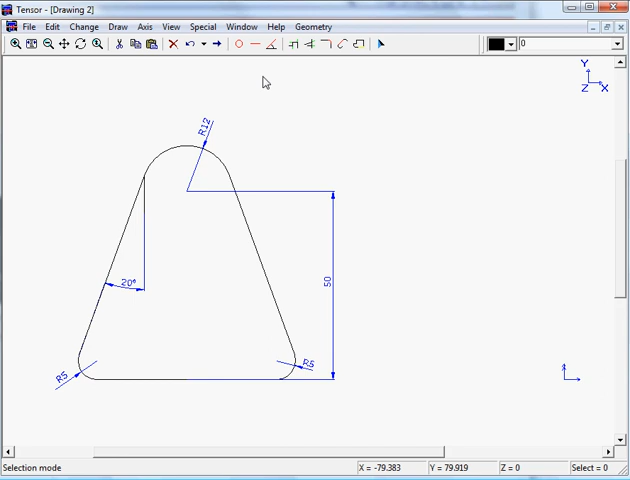 Tensor - [Drawing 2]
File Edit Change Draw Axis View Special Window Help Geometry
0
Y
Z X
R12
20°
50
R5
R5
Selection mode X = -79.383 Y = 79.919 Z = 0 Select = 0